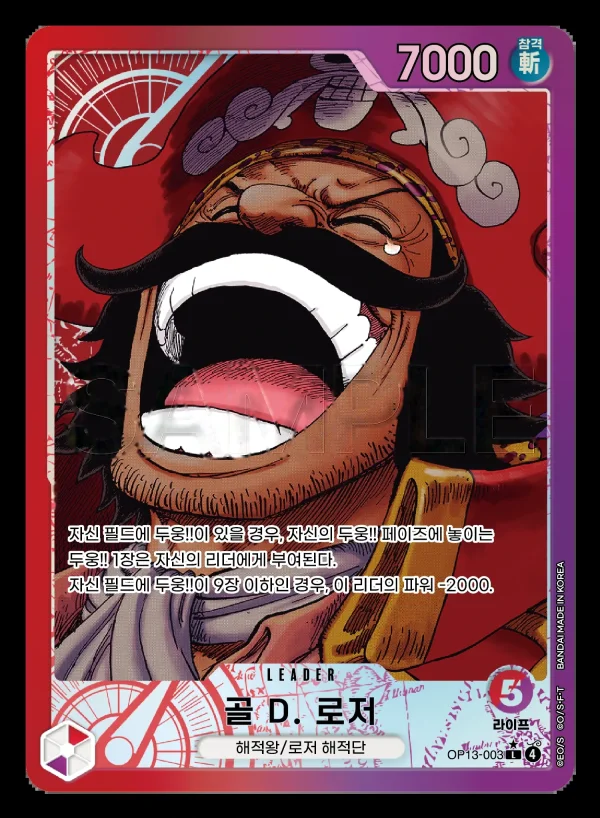 7000
참격
斬
SAMPLE
자신 필드에 두웅!!이 있을 경우, 자신의 두웅!! 페이즈에 놓이는
두웅!! 1장은 자신의 리더에게 부여된다.
자신 필드에 두웅!!이 9장 이하인 경우, 이 리더의 파워 -2000.
LEADER
골 D. 로저
해적왕/로저 해적단
5
라이프
OP13-003 L 4
©E.O/S ©O/S·F·T BANDAI MADE IN KOREA